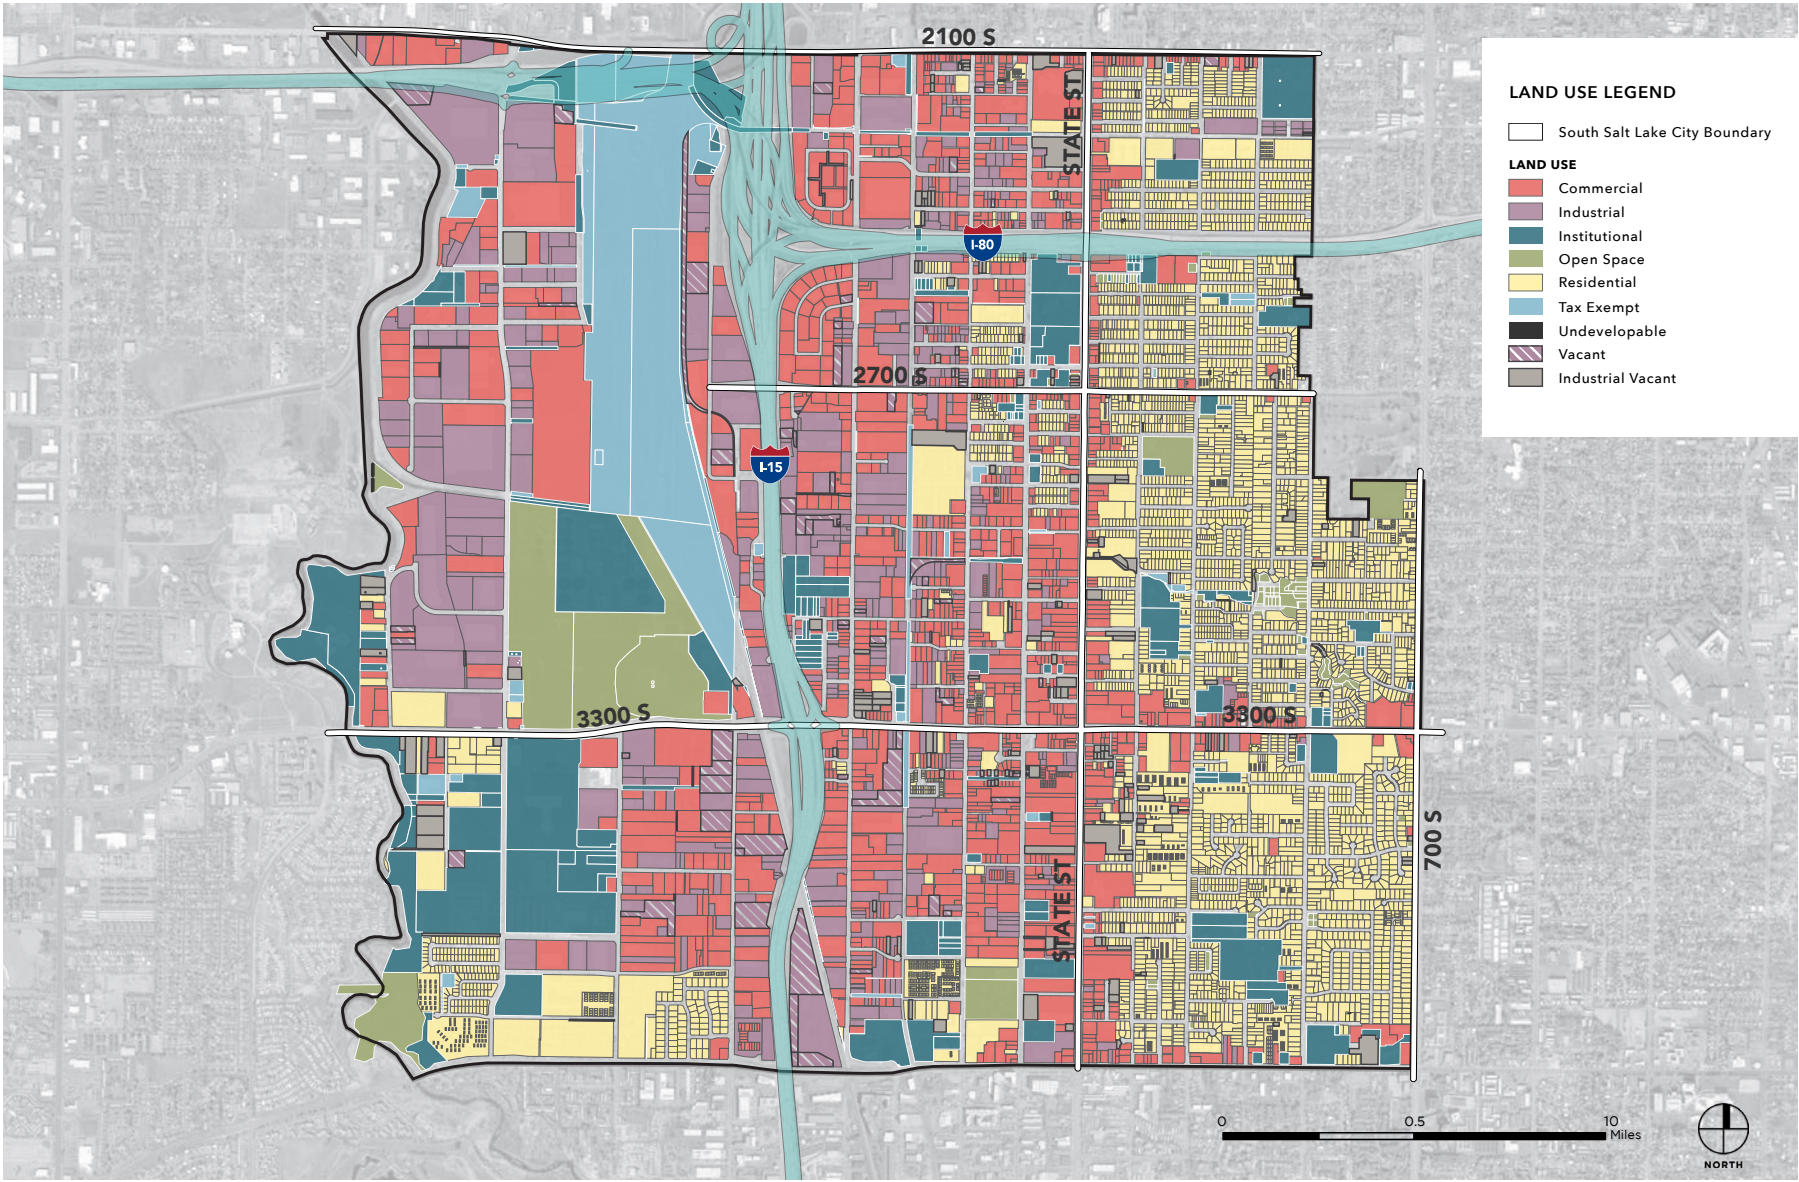 2100 S
STATE ST
I-80
2700 S
I-15
3300 S
3300 S
700 S
STATE ST
LAND USE LEGEND
South Salt Lake City Boundary
LAND USE
Commercial
Industrial
Institutional
Open Space
Residential
Tax Exempt
Undevelopable
Vacant
Industrial Vacant
0 0.5 10
Miles
NORTH